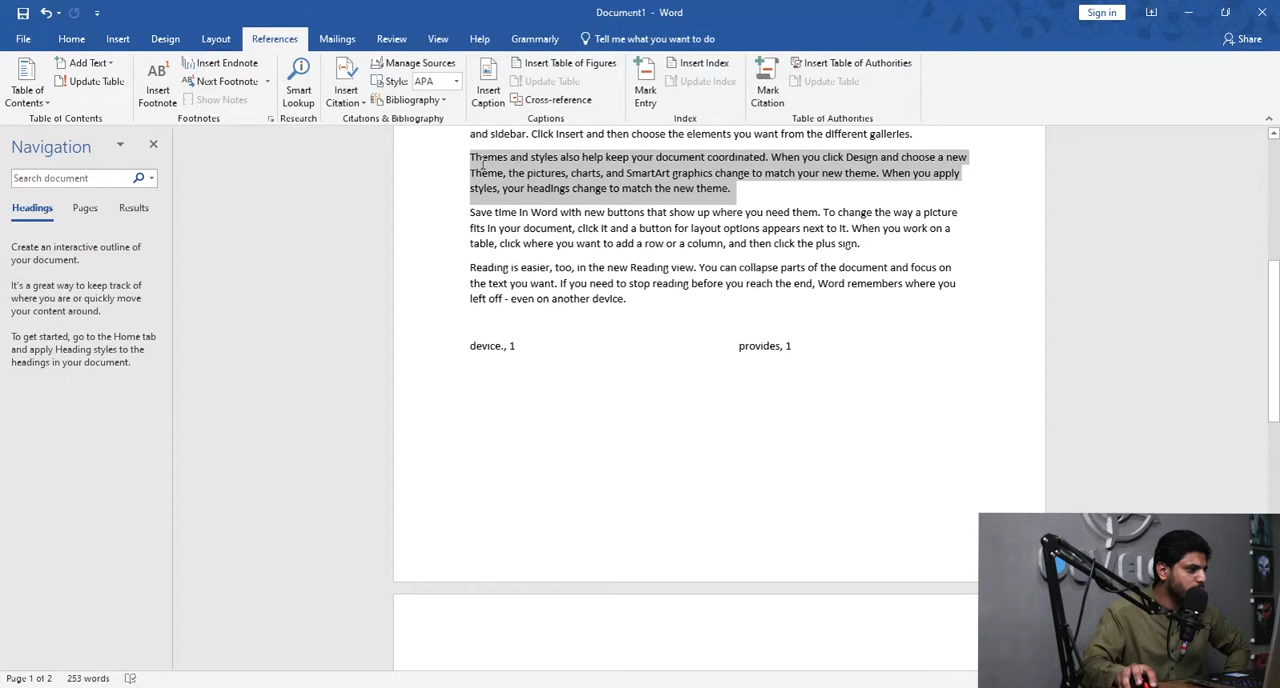 Document1 - Word
Sign in
File Home Insert Design Layout References Mailings Review View Help Grammarly Tell me what you want to do Share
Table of Contents
Add Text
Update Table
Table of Contents
AB1
Insert Footnote
Insert Endnote
Next Footnote
Show Notes
Footnotes
Smart Lookup
Research
Insert Citation
Manage Sources
Style: APA
Bibliography
Citations & Bibliography
Insert Caption
Insert Table of Figures
Update Table
Cross-reference
Captions
Mark Entry
Insert Index
Update Index
Index
Mark Citation
Insert Table of Authorities
Update Table
Table of Authorities
Navigation
Search document
Headings Pages Results
Create an interactive outline of
your document.
It's a great way to keep track of
where you are or quickly move
your content around.
To get started, go to the Home tab
and apply Heading styles to the
headings in your document.
and sidebar. Click Insert and then choose the elements you want from the different galleries.
Themes and styles also help keep your document coordinated. When you click Design and choose a new
Theme, the pictures, charts, and SmartArt graphics change to match your new theme. When you apply
styles, your headings change to match the new theme.
Save time in Word with new buttons that show up where you need them. To change the way a picture
fits in your document, click it and a button for layout options appears next to it. When you work on a
table, click where you want to add a row or a column, and then click the plus sign.
Reading is easier, too, in the new Reading view. You can collapse parts of the document and focus on
the text you want. If you need to stop reading before you reach the end, Word remembers where you
left off - even on another device.
device., 1 provides, 1
Page 1 of 2 253 words